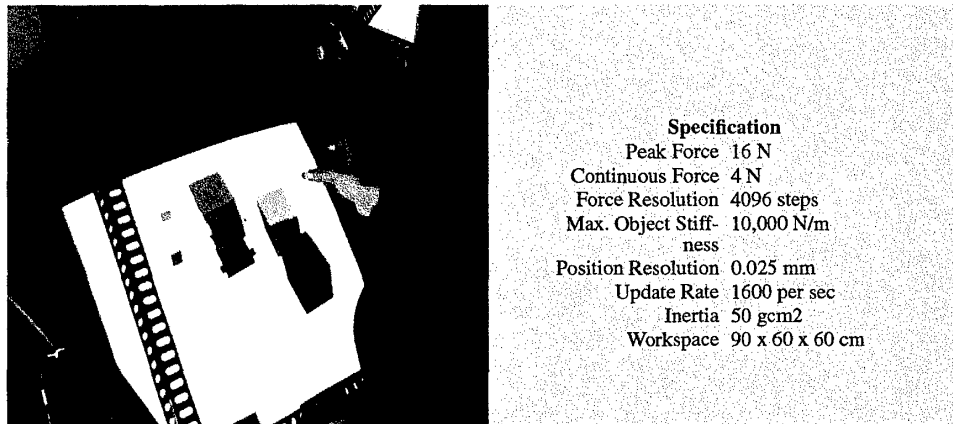 Specification
Peak Force 16 N
Continuous Force 4 N
Force Resolution 4096 steps
Max. Object Stiff- 10,000 N/m
ness
Position Resolution 0.025 mm
Update Rate 1600 per sec
Inertia 50 gcm2
Workspace 90 x 60 x 60 cm